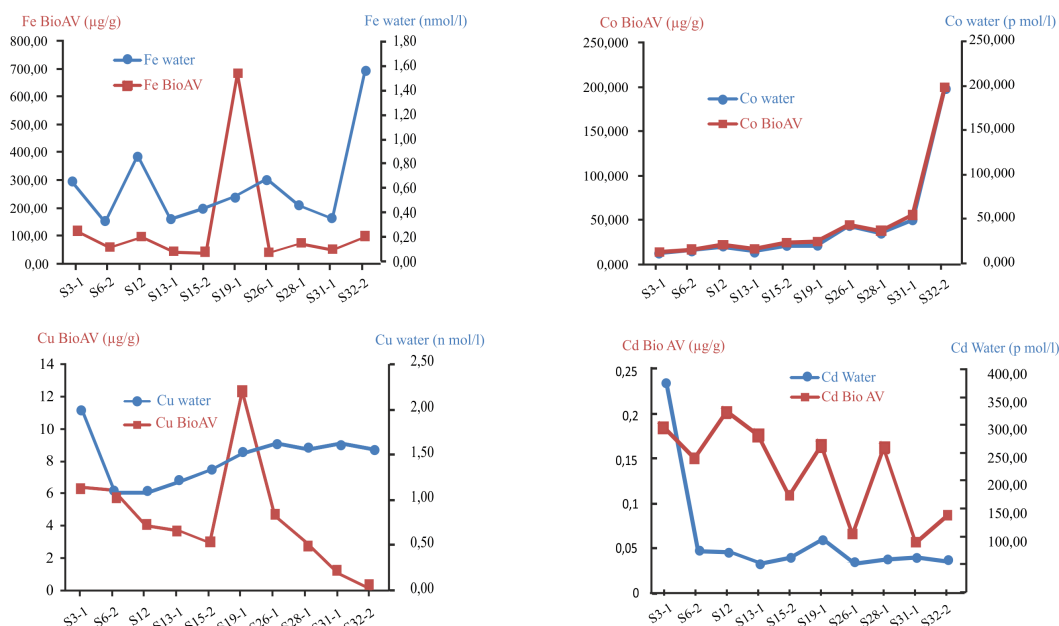 Fe BioAV (µg/g)
Fe water (nmol/l)
800,00
700,00
600,00
500,00
400,00
300,00
200,00
100,00
0,00
Fe water
Fe BioAV
1,80
1,60
1,40
1,20
1,00
0,80
0,60
0,40
0,20
0,00
S3-1
S6-2
S12
S13-1
S15-2
S19-1
S26-1
S28-1
S31-1
S32-2
Co BioAV (µg/g)
Co water (p mol/l)
250,000
200,000
150,000
100,000
50,000
0,000
Co water
Co BioAV
250,000
200,000
150,000
100,000
50,000
0,000
S3-1
S6-2
S12
S13-1
S15-2
S19-1
S26-1
S28-1
S31-1
S32-2
Cu BioAV (µg/g)
Cu water (n mol/l)
14
12
10
8
6
4
2
0
Cu water
Cu BioAV
2,50
2,00
1,50
1,00
0,50
0,00
S3-1
S6-2
S12
S13-1
S15-2
S19-1
S26-1
S28-1
S31-1
S32-2
Cd Bio AV (µg/g)
Cd Water (p mol/l)
0,25
0,2
0,15
0,1
0,05
0
Cd Water
Cd Bio AV
400,00
350,00
300,00
250,00
200,00
150,00
100,00
S3-1
S6-2
S12
S13-1
S15-2
S19-1
S26-1
S28-1
S31-1
S32-2